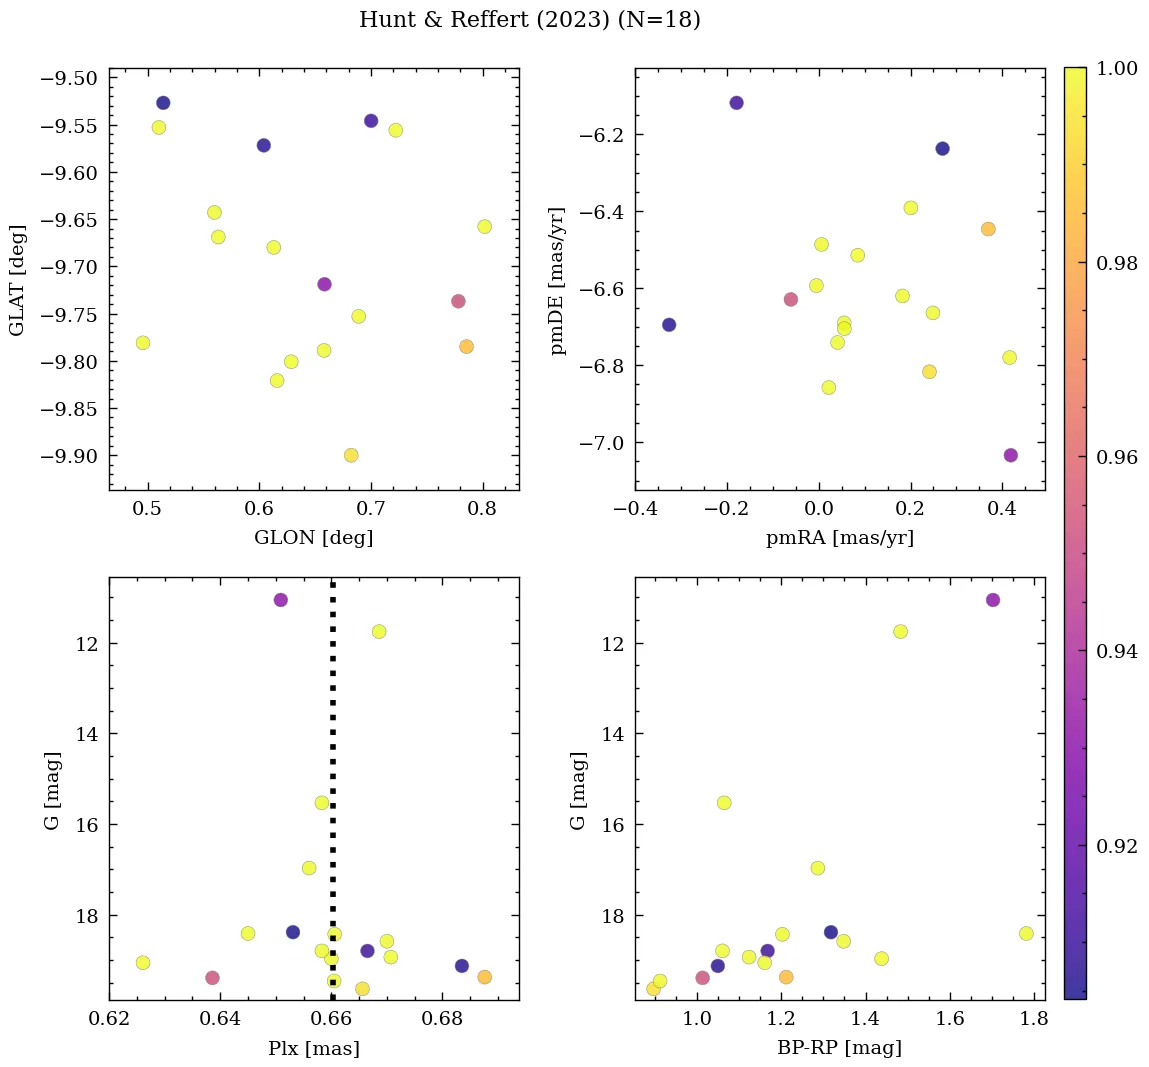 Hunt & Reffert (2023) (N=18)
−9.50
−9.55
−9.60
−9.65
−9.70
−9.75
−9.80
−9.85
−9.90
GLAT [deg]
0.5 0.6 0.7 0.8
GLON [deg]
−6.2
−6.4
−6.6
−6.8
−7.0
pmDE [mas/yr]
−0.4 −0.2 0.0 0.2 0.4
pmRA [mas/yr]
12
14
16
18
G [mag]
0.62 0.64 0.66 0.68
Plx [mas]
12
14
16
18
G [mag]
1.0 1.2 1.4 1.6 1.8
BP-RP [mag]
1.00
0.98
0.96
0.94
0.92